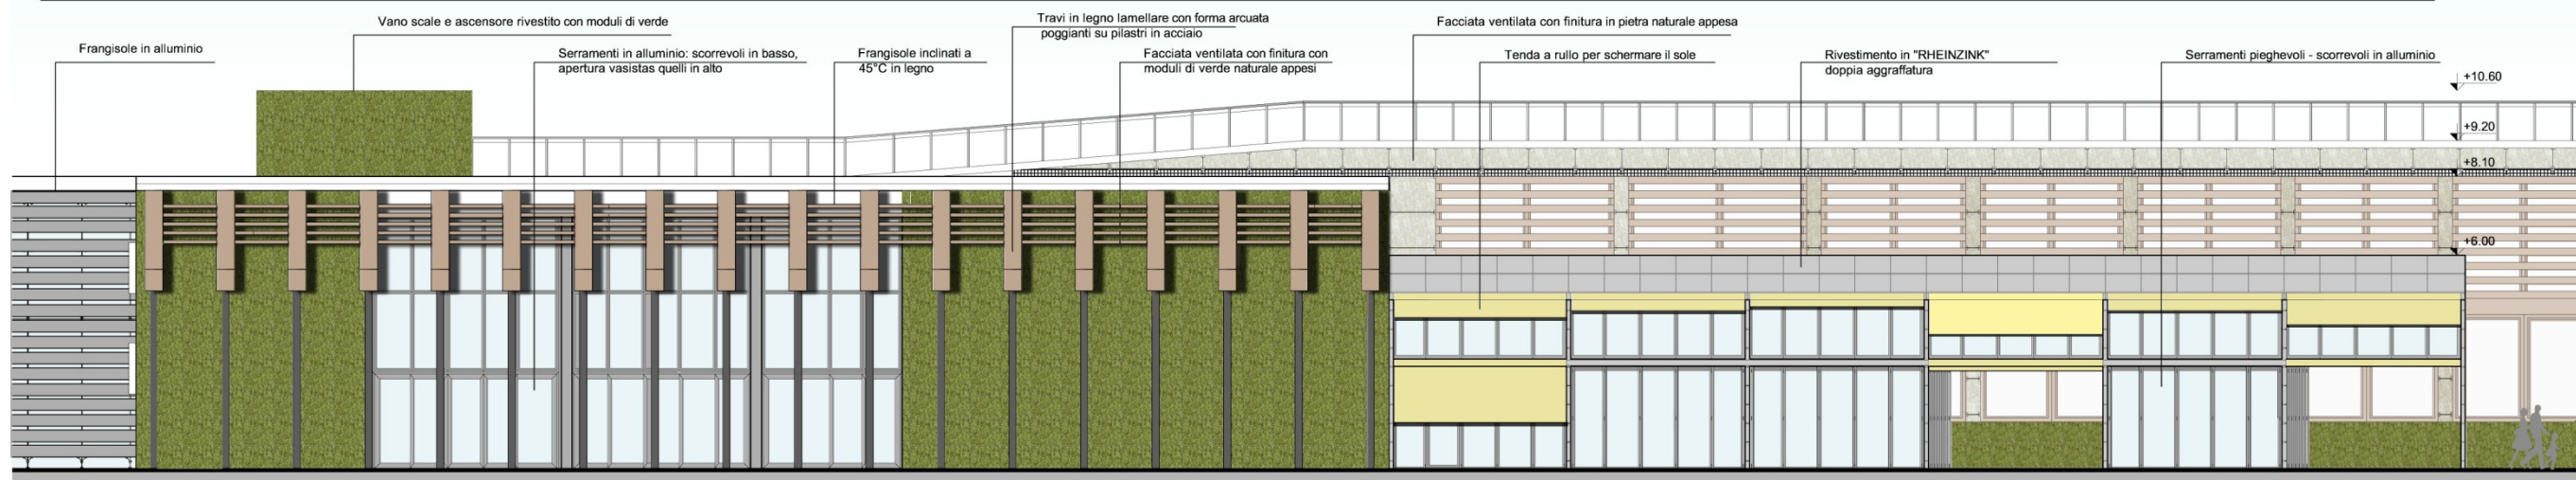 Vano scale e ascensore rivestito con moduli di verde
Travi in legno lamellare con forma arcuata
poggianti su pilastri in acciaio
Facciata ventilata con finitura in pietra naturale appesa
Frangisole in alluminio
Serramenti in alluminio: scorrevoli in basso,
apertura vasistas quelli in alto
Frangisole inclinati a
45°C in legno
Facciata ventilata con finitura con
moduli di verde naturale appesi
Tenda a rullo per schermare il sole
Rivestimento in "RHEINZINK"
doppia aggraffatura
Serramenti pieghevoli - scorrevoli in alluminio
+10.60
+9.20
+8.10
+6.00